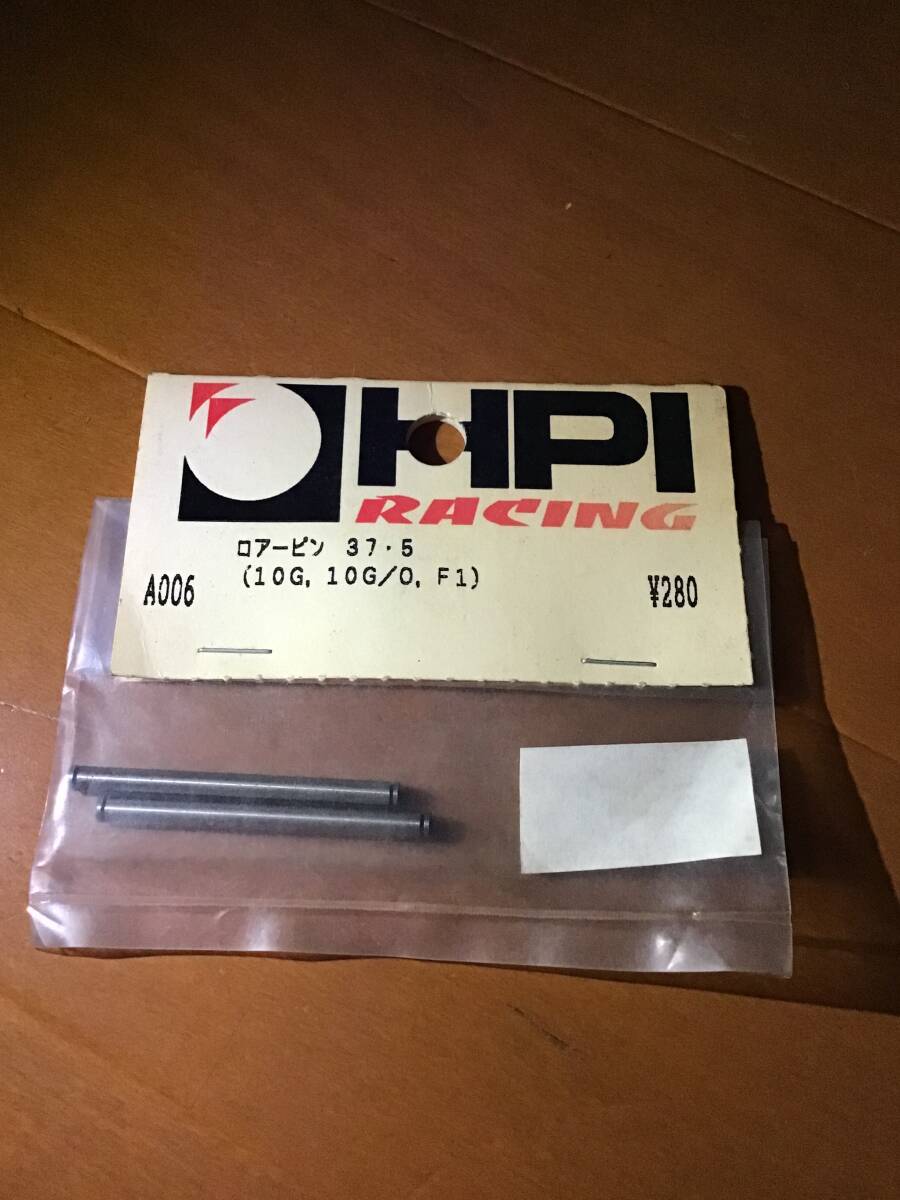 HPI
RACING
ロアーピン 37・5
(10G, 10G/O, F1)
A006
¥280